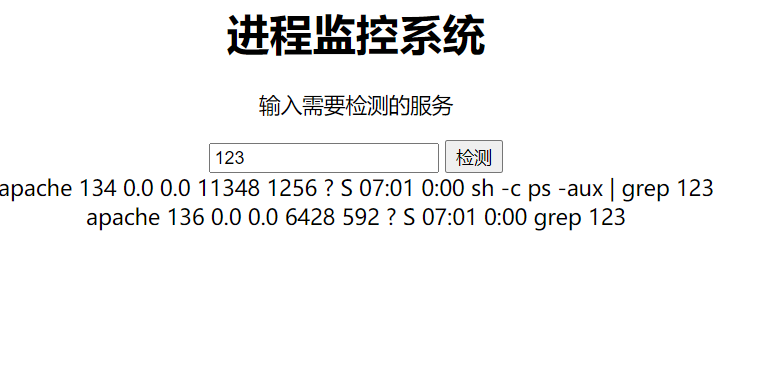 进程监控系统
输入需要检测的服务
123 检测
apache 134 0.0 0.0 11348 1256 ? S 07:01 0:00 sh -c ps -aux | grep 123
apache 136 0.0 0.0 6428 592 ? S 07:01 0:00 grep 123